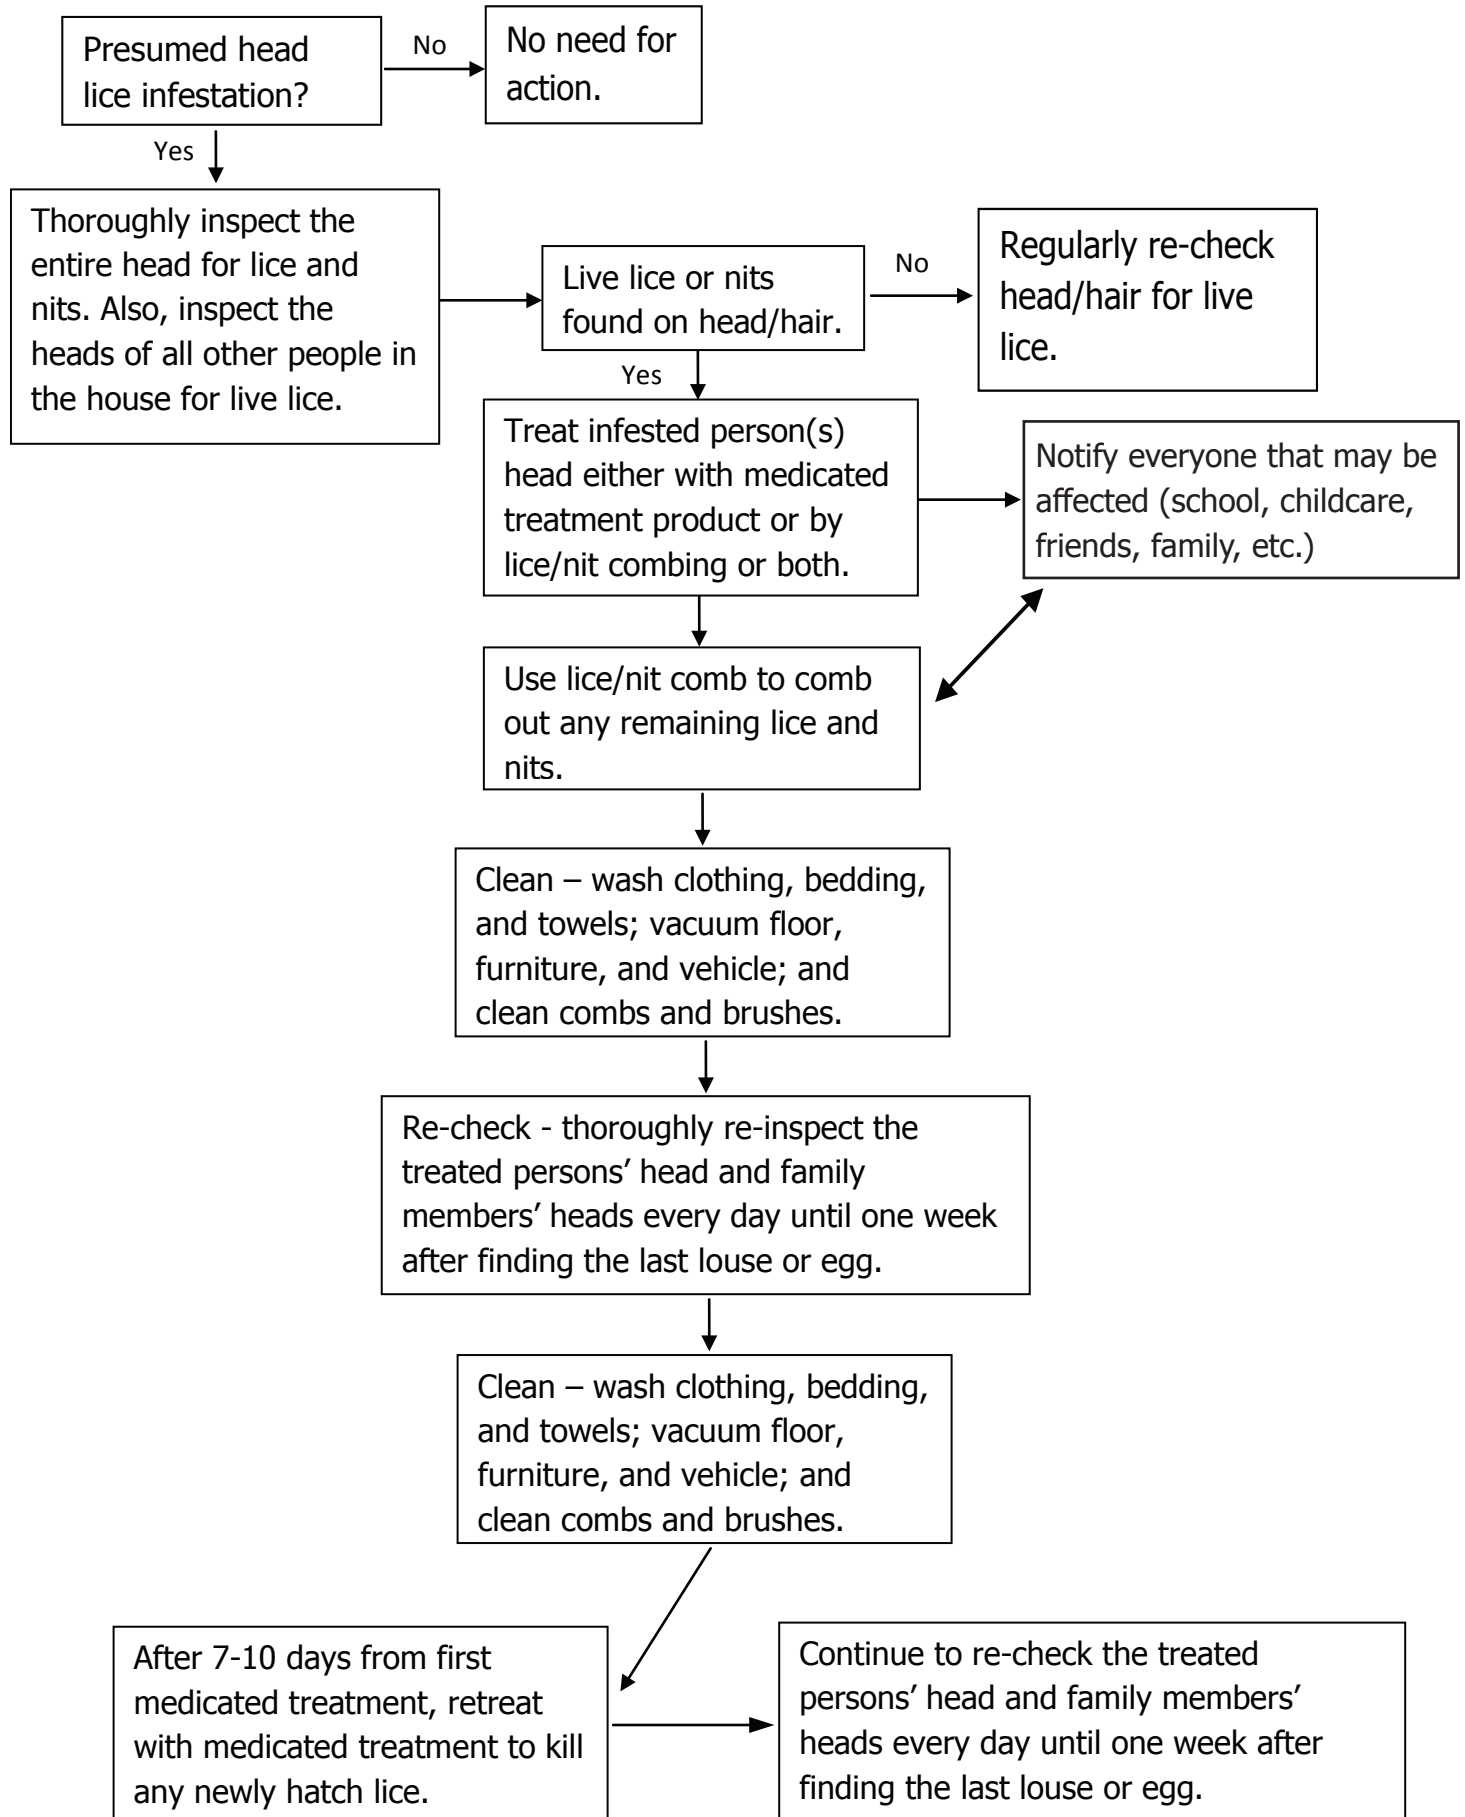 Presumed head
lice infestation?
No
No need for
action.
Yes
Thoroughly inspect the
entire head for lice and
nits. Also, inspect the
heads of all other people in
the house for live lice.
Live lice or nits
found on head/hair.
No
Regularly re-check
head/hair for live
lice.
Yes
Treat infested person(s)
head either with medicated
treatment product or by
lice/nit combing or both.
Notify everyone that may be
affected (school, childcare,
friends, family, etc.)
Use lice/nit comb to comb
out any remaining lice and
nits.
Clean – wash clothing, bedding,
and towels; vacuum floor,
furniture, and vehicle; and
clean combs and brushes.
Re-check - thoroughly re-inspect the
treated persons’ head and family
members’ heads every day until one week
after finding the last louse or egg.
Clean – wash clothing, bedding,
and towels; vacuum floor,
furniture, and vehicle; and
clean combs and brushes.
After 7-10 days from first
medicated treatment, retreat
with medicated treatment to kill
any newly hatch lice.
Continue to re-check the treated
persons’ head and family members’
heads every day until one week after
finding the last louse or egg.